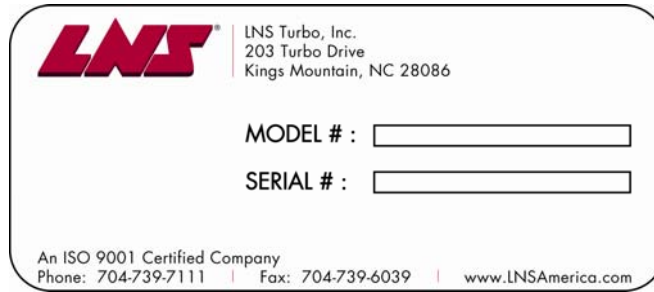 LNS®
LNS Turbo, Inc.
203 Turbo Drive
Kings Mountain, NC 28086
MODEL # :
SERIAL # :
An ISO 9001 Certified Company
Phone: 704-739-7111 | Fax: 704-739-6039 | www.LNSAmerica.com